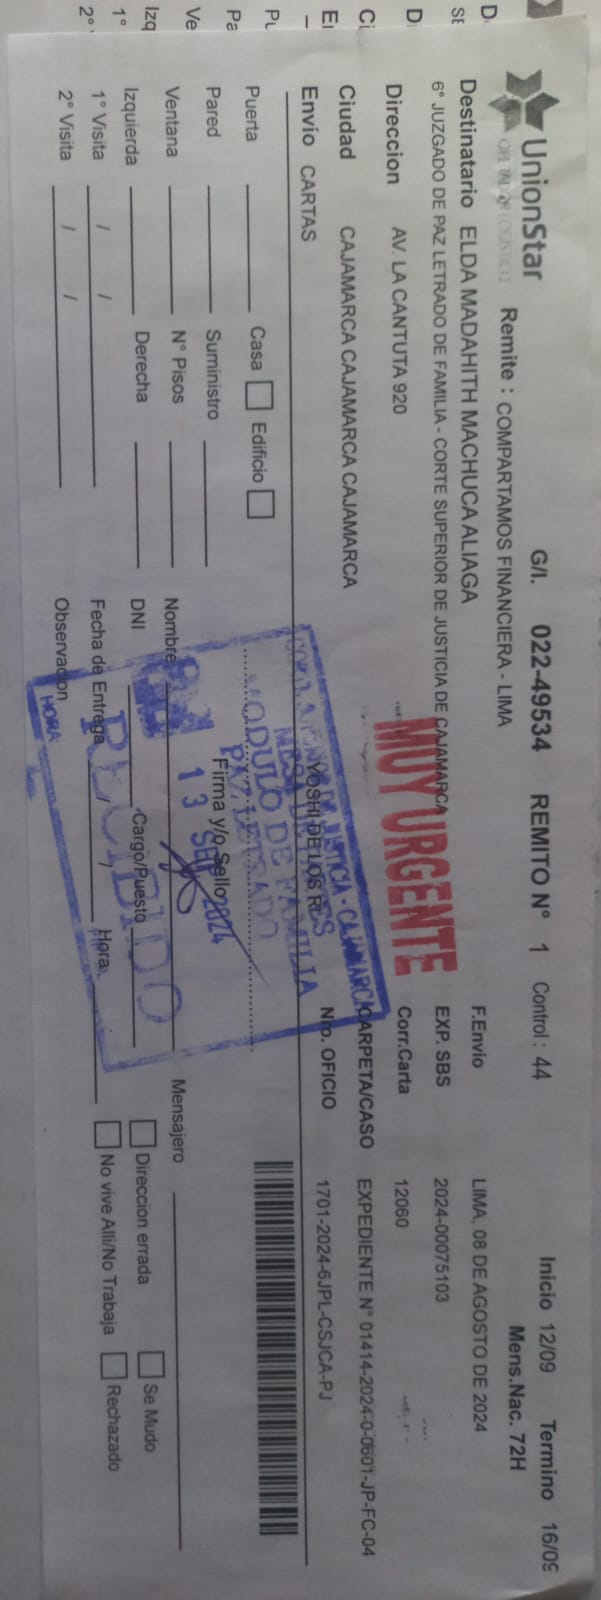 UnionStar
G/I. 022-49534 REMITO N° 1 Control : 44
Inicio 12/09 Termino 16/09
Remite : COMPARTAMOS FINANCIERA - LIMA
Mens.Nac. 72H
Destinatario ELDA MADAHITH MACHUCA ALIAGA
F.Envio LIMA, 08 DE AGOSTO DE 2024
6° JUZGADO DE PAZ LETRADO DE FAMILIA - CORTE SUPERIOR DE JUSTICIA DE CAJAMARCA
EXP. SBS 2024-00075103
Direccion AV. LA CANTUTA 920
MUY URGENTE
Corr.Carta 12060
Ciudad CAJAMARCA CAJAMARCA CAJAMARCA
CARPETA/CASO EXPEDIENTE N° 01414-2024-0-0601-JP-FC-04
Envío CARTAS
YOSHI DE LOS RI
Nro. OFICIO 1701-2024-6JPL-CSJCA-PJ
JUSTICIA - CAJAMARCA
MODULO DE FAMILIA
PAZ LETRADO
13 SEP 2024
RECIBIDO
HORA:
Puerta Casa Edificio
Firma y/o Sello
Pared Suministro
Ventana N° Pisos
Nombre
Mensajero
Izquierda Derecha
DNI Cargo/Puesto
Direccion errada Se Mudo
1° Visita / /
Fecha de Entrega / / Hora
No vive Alli/No Trabaja Rechazado
2° Visita / /
Observacion